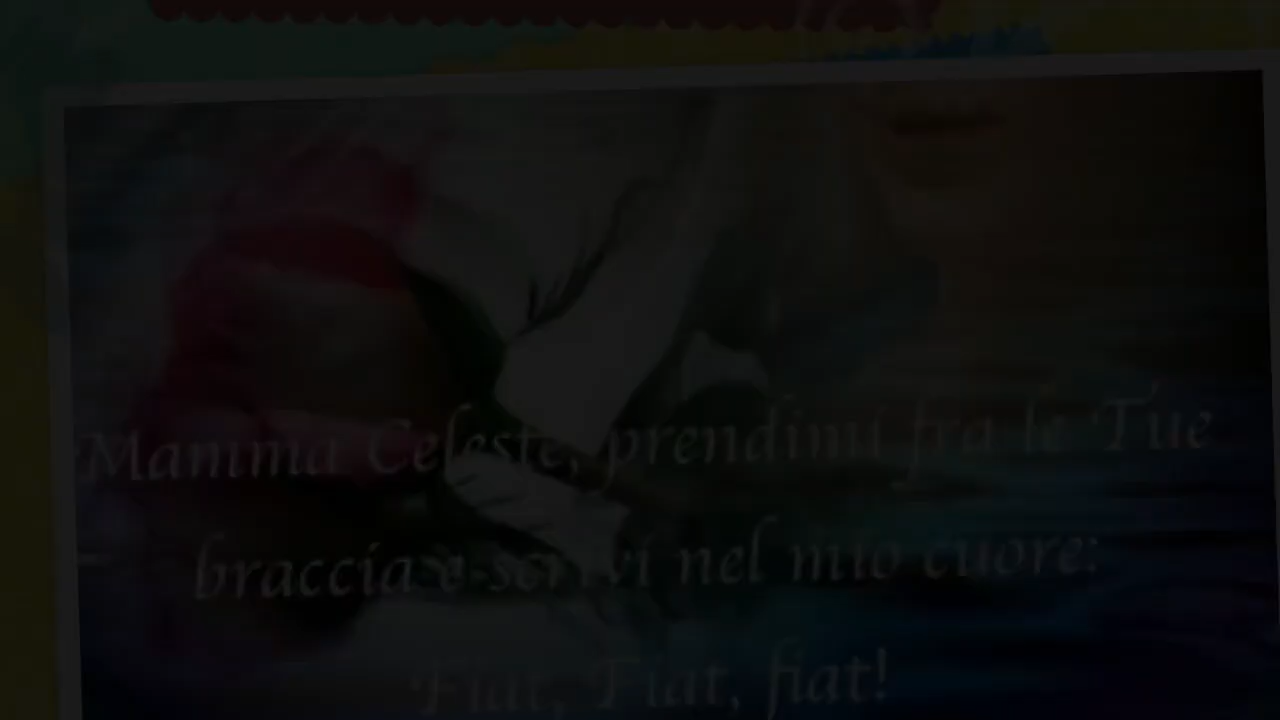 Mamma Celeste, prendimi fra le Tue
braccia e scrivi nel mio cuore:
Fiat, Fiat, fiat!